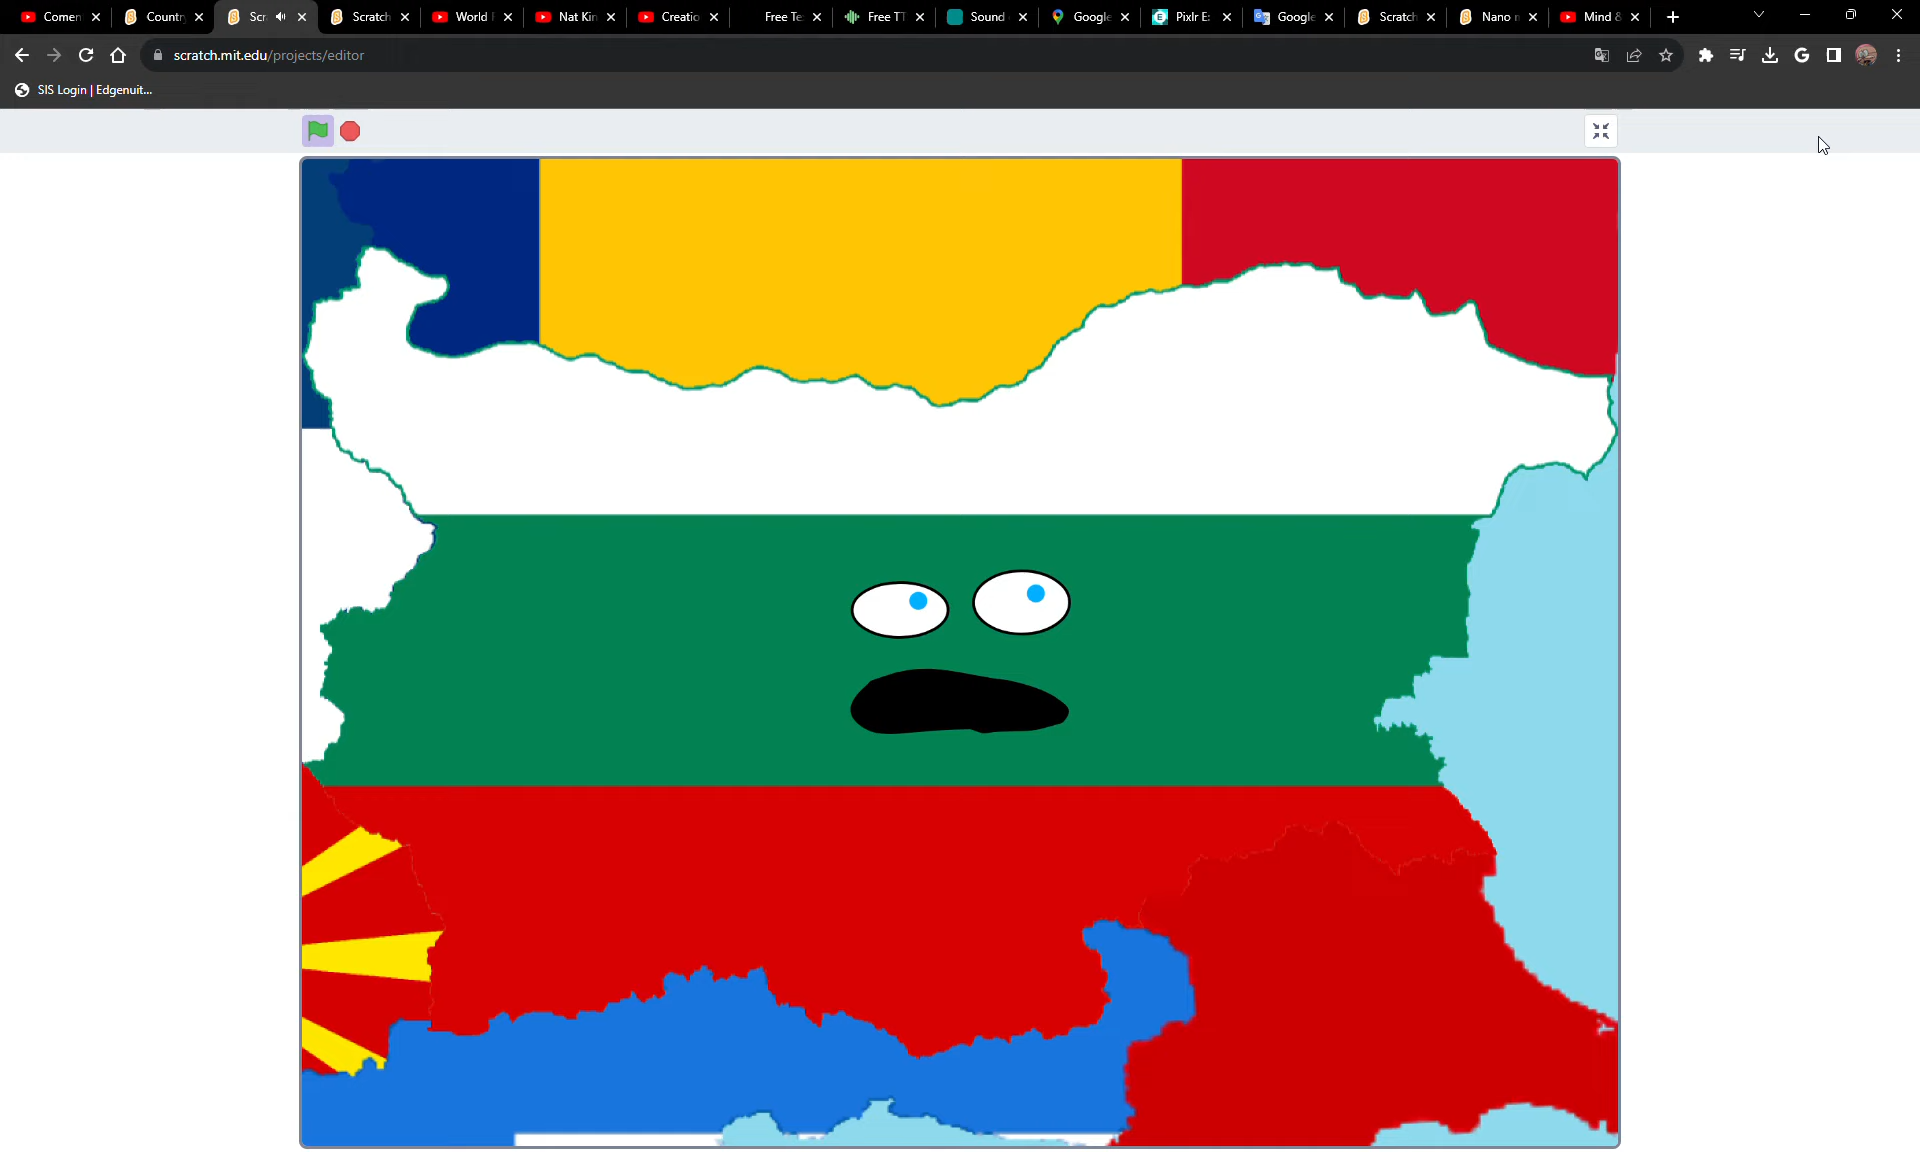 Comen
Countr
Scr
Scratch
World
Nat Kin
Creatio
Free Te
Free TT
Sound
Google
Pixlr E
Google
Scratch
Nano
Mind &
scratch.mit.edu/projects/editor
SIS Login | Edgenuit...